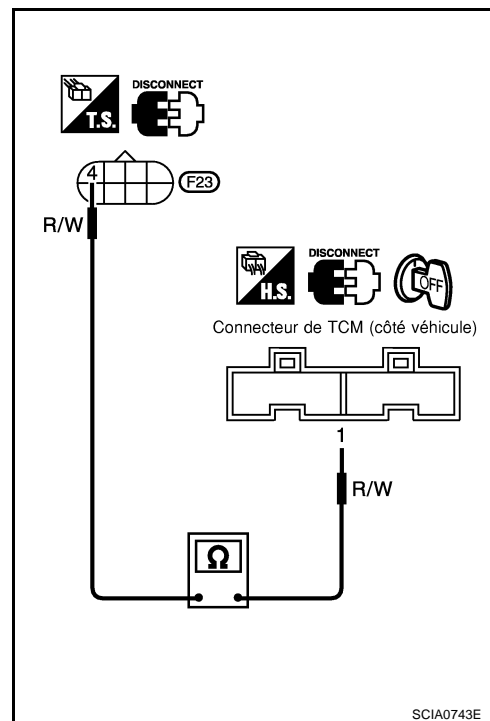 DISCONNECT
T.S.
4
F23
R/W
DISCONNECT
H.S.
OFF
Connecteur de TCM (côté véhicule)
1
R/W
Ω
SCIA0743E